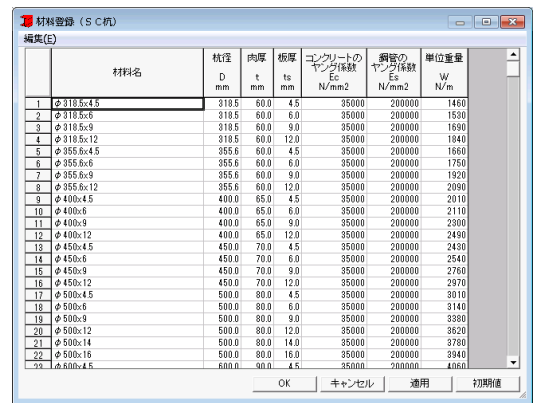 材料登録（ＳＣ杭）
編集(E)
材料名 杭径 D mm 肉厚 t mm 板厚 ts mm コンクリートのヤング係数 Ec N/mm2 鋼管のヤング係数 Es N/mm2 単位重量 W N/m
1 φ318.5x4.5 318.5 60.0 4.5 35000 200000 1460
2 φ318.5x6 318.5 60.0 6.0 35000 200000 1530
3 φ318.5x9 318.5 60.0 9.0 35000 200000 1690
4 φ318.5x12 318.5 60.0 12.0 35000 200000 1840
5 φ355.6x4.5 355.6 60.0 4.5 35000 200000 1660
6 φ355.6x6 355.6 60.0 6.0 35000 200000 1750
7 φ355.6x9 355.6 60.0 9.0 35000 200000 1920
8 φ355.6x12 355.6 60.0 12.0 35000 200000 2090
9 φ400x4.5 400.0 65.0 4.5 35000 200000 2010
10 φ400x6 400.0 65.0 6.0 35000 200000 2110
11 φ400x9 400.0 65.0 9.0 35000 200000 2300
12 φ400x12 400.0 65.0 12.0 35000 200000 2490
13 φ450x4.5 450.0 70.0 4.5 35000 200000 2430
14 φ450x6 450.0 70.0 6.0 35000 200000 2540
15 φ450x9 450.0 70.0 9.0 35000 200000 2760
16 φ450x12 450.0 70.0 12.0 35000 200000 2970
17 φ500x4.5 500.0 80.0 4.5 35000 200000 3010
18 φ500x6 500.0 80.0 6.0 35000 200000 3140
19 φ500x9 500.0 80.0 9.0 35000 200000 3380
20 φ500x12 500.0 80.0 12.0 35000 200000 3620
21 φ500x14 500.0 80.0 14.0 35000 200000 3780
22 φ500x16 500.0 80.0 16.0 35000 200000 3940
23 φ600x4.5 600.0 90.0 4.5 35000 200000 4060
OK キャンセル 適用 初期値